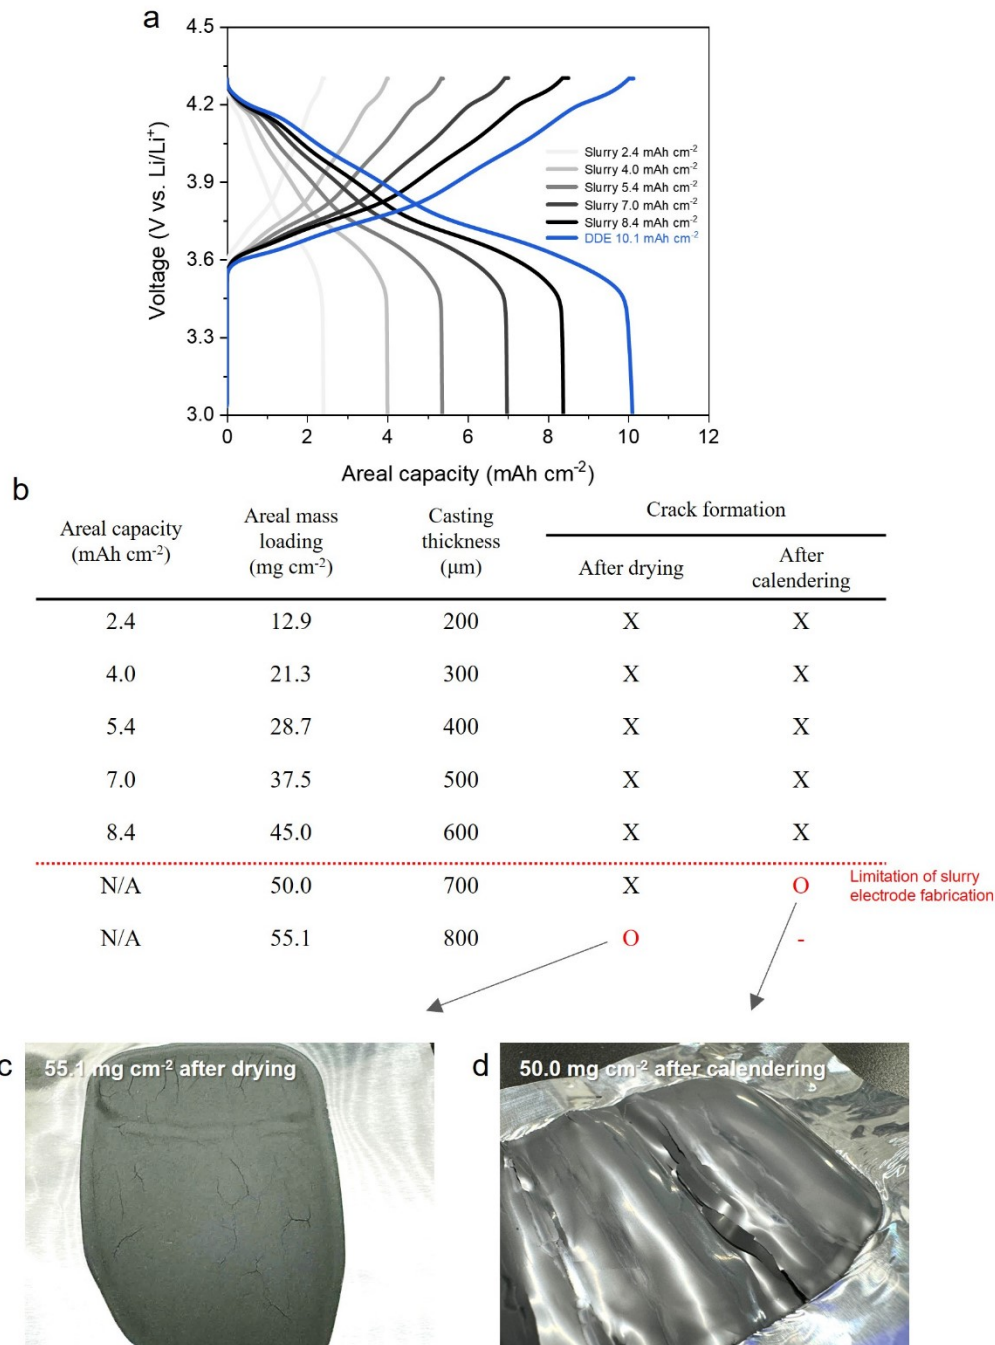 a
4.5
4.2
3.9
3.6
3.3
3.0
Voltage (V vs. Li/Li⁺)
0 2 4 6 8 10 12
Areal capacity (mAh cm⁻²)
Slurry 2.4 mAh cm⁻²
Slurry 4.0 mAh cm⁻²
Slurry 5.4 mAh cm⁻²
Slurry 7.0 mAh cm⁻²
Slurry 8.4 mAh cm⁻²
DDE 10.1 mAh cm⁻²
b
Areal capacity
(mAh cm⁻²)
Areal mass
loading
(mg cm⁻²)
Casting
thickness
(μm)
Crack formation
After drying
After
calendering
2.4 12.9 200 X X
4.0 21.3 300 X X
5.4 28.7 400 X X
7.0 37.5 500 X X
8.4 45.0 600 X X
N/A 50.0 700 X O
Limitation of slurry
electrode fabrication
N/A 55.1 800 O -
c
55.1 mg cm⁻² after drying
d
50.0 mg cm⁻² after calendering